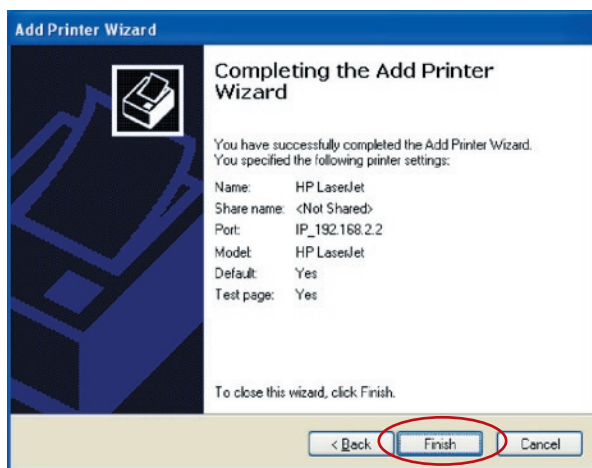 Add Printer Wizard
Completing the Add Printer
Wizard
You have successfully completed the Add Printer Wizard.
You specified the following printer settings:
Name: HP LaserJet
Share name: <Not Shared>
Port: IP_192.168.2.2
Model: HP LaserJet
Default: Yes
Test page: Yes
To close this wizard, click Finish.
< Back Finish Cancel